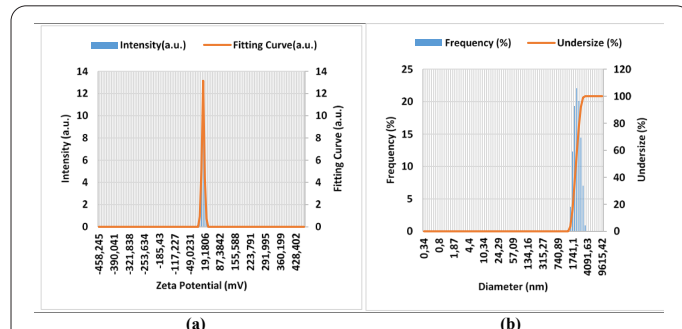 Intensity(a.u.) Fitting Curve(a.u.)
14 14
12 12
10 10
8 8
6 6
4 4
2 2
0 0
Intensity (a.u.)
Fitting Curve(a.u.)
-458,245 -390,041 -321,838 -253,634 -185,43 -117,227 -49,0231 19,1806 87,3842 155,588 223,791 291,995 360,199 428,402
Zeta Potential (mV)
(a)
Frequency (%) Undersize (%)
25 120
20 100
15 80
10 60
5 40
0 20
0
Frequency (%)
Undersize (%)
0,34 0,8 1,87 4,4 10,34 24,29 57,09 134,16 315,27 740,89 1741,1 4091,63 9615,42
Diameter (nm)
(b)